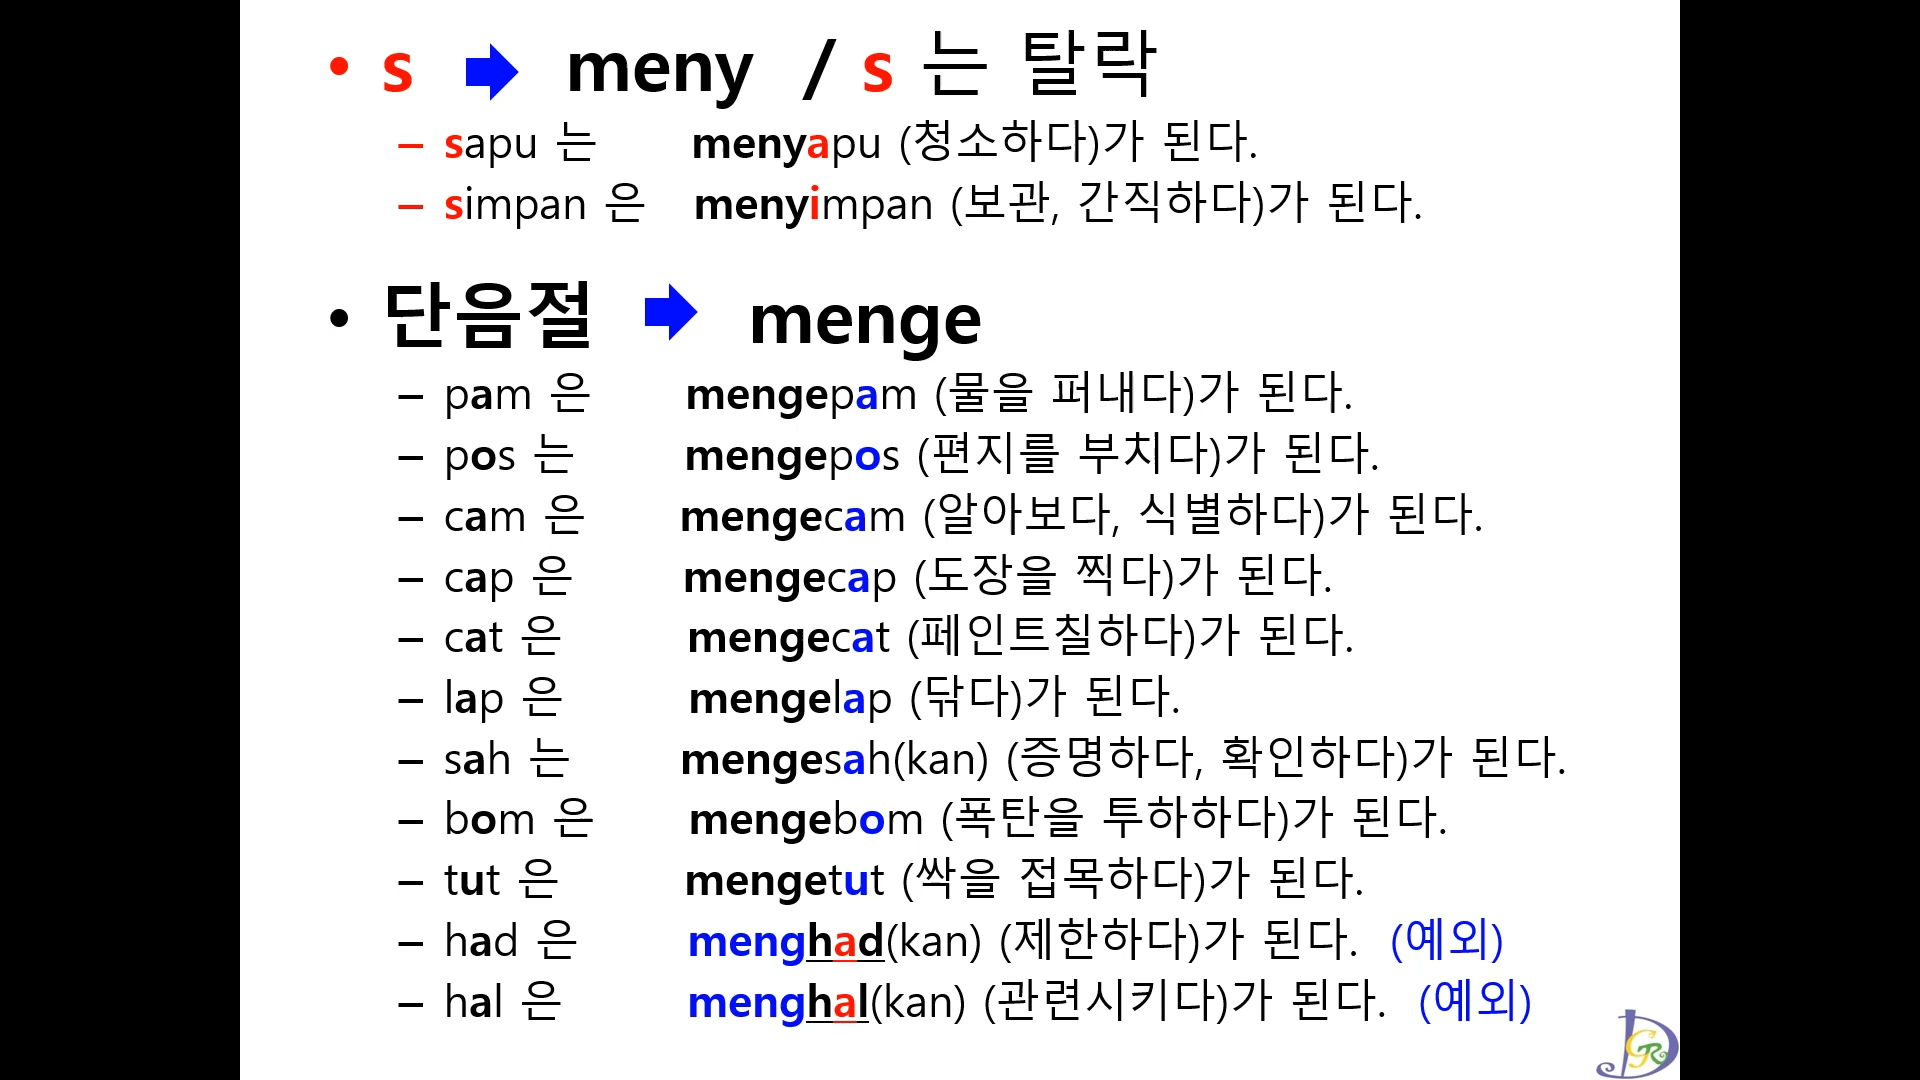 • s ➡ meny / s 는 탈락
– sapu 는 menyapu (청소하다)가 된다.
– simpan 은 menyimpan (보관, 간직하다)가 된다.
• 단음절 ➡ menge
– pam 은 mengepam (물을 퍼내다)가 된다.
– pos 는 mengepos (편지를 부치다)가 된다.
– cam 은 mengecam (알아보다, 식별하다)가 된다.
– cap 은 mengecap (도장을 찍다)가 된다.
– cat 은 mengecat (페인트칠하다)가 된다.
– lap 은 mengelap (닦다)가 된다.
– sah 는 mengesah(kan) (증명하다, 확인하다)가 된다.
– bom 은 mengebom (폭탄을 투하하다)가 된다.
– tut 은 mengetut (싹을 접목하다)가 된다.
– had 은 menghad(kan) (제한하다)가 된다. (예외)
– hal 은 menghal(kan) (관련시키다)가 된다. (예외)